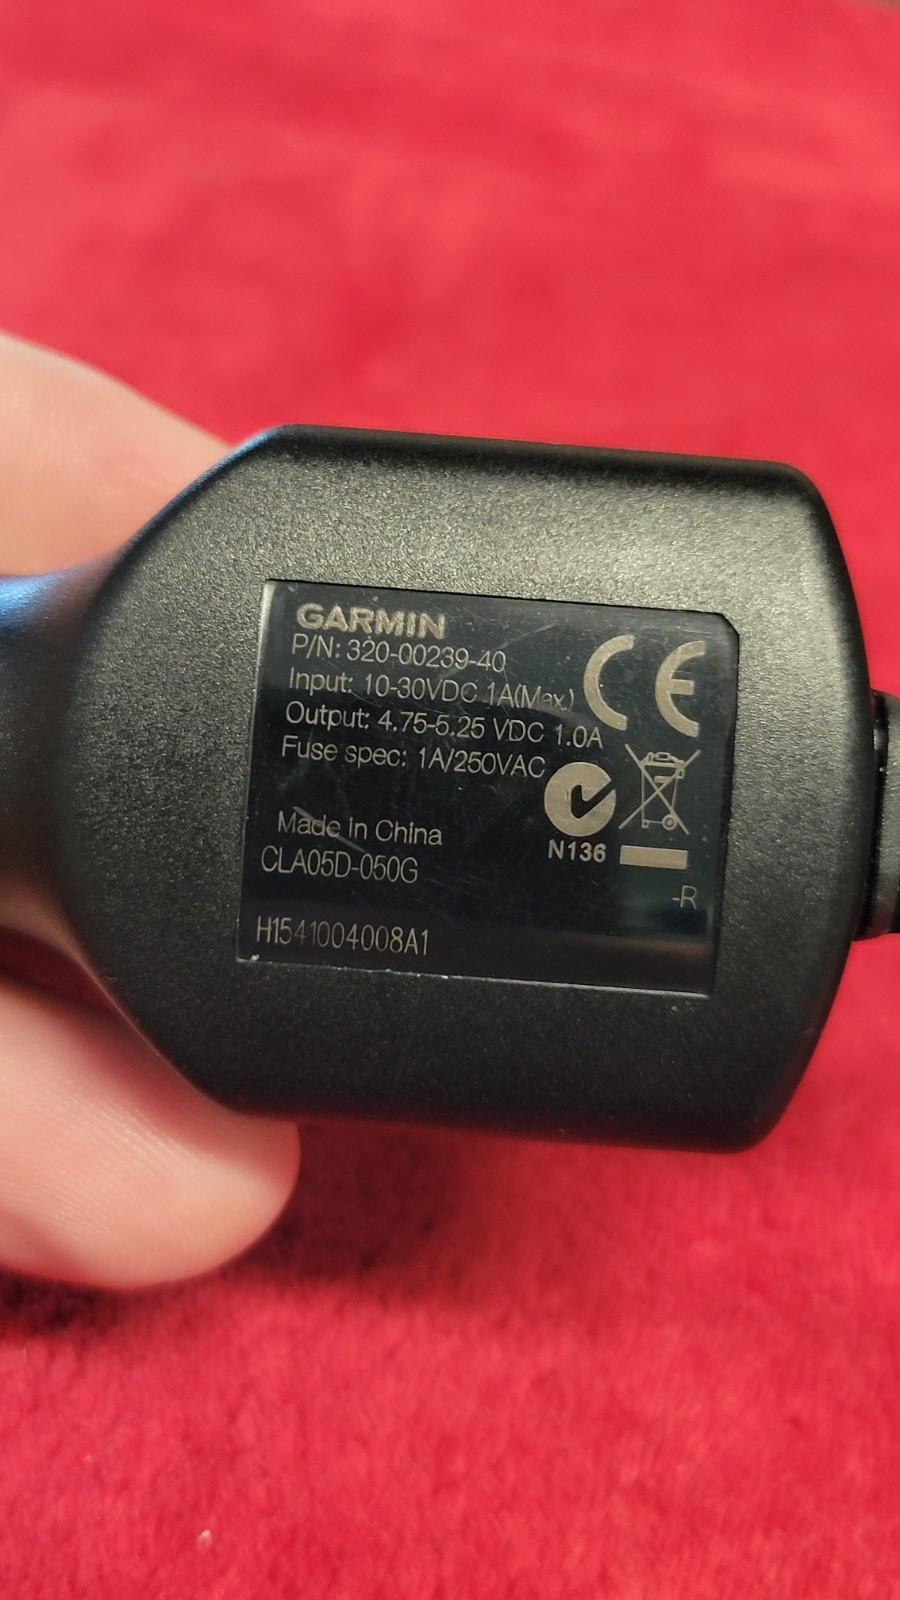 GARMIN
P/N: 320-00239-40
Input: 10-30VDC 1A(Max.)
Output: 4.75-5.25 VDC 1.0A
Fuse spec: 1A/250VAC
CE
N136
-R
Made in China
CLA05D-050G
H1541004008A1